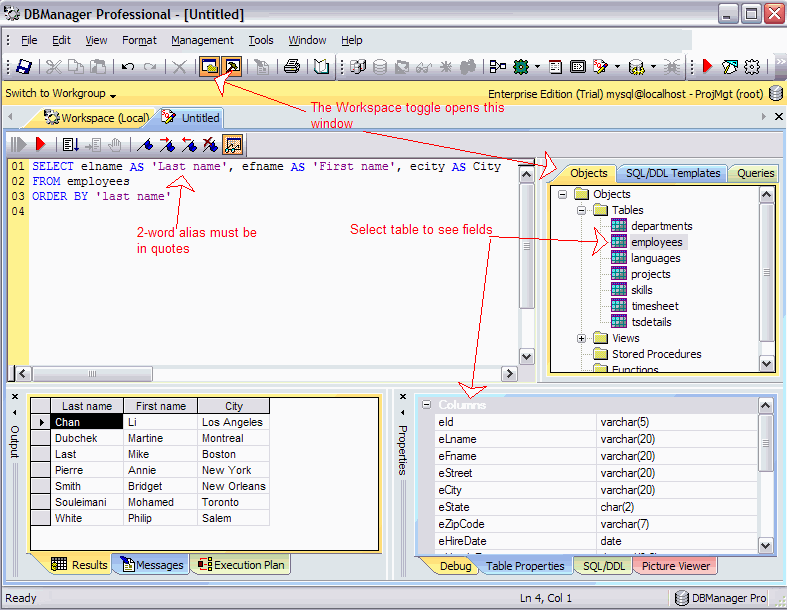 DBManager Professional - [Untitled]
File Edit View Format Management Tools Window Help
Switch to Workgroup
Enterprise Edition (Trial) mysql@localhost - ProjMgt (root)
The Workspace toggle opens this
window
Workspace (Local)
Untitled
01 SELECT elname AS 'Last name', efname AS 'First name', ecity AS City
02 FROM employees
03 ORDER BY 'last name'
04
2-word alias must be
in quotes
Select table to see fields
Objects SQL/DDL Templates Queries
Objects
Tables
departments
employees
languages
projects
skills
timesheet
tsdetails
Views
Stored Procedures
Functions
Output
Last name First name City
Chan Li Los Angeles
Dubchek Martine Montreal
Last Mike Boston
Pierre Annie New York
Smith Bridget New Orleans
Souleimani Mohamed Toronto
White Philip Salem
Results Messages Execution Plan
Properties
Columns
eId varchar(5)
eLname varchar(20)
eFname varchar(20)
eStreet varchar(20)
eCity varchar(20)
eState char(2)
eZipCode varchar(7)
eHireDate date
Debug Table Properties SQL/DDL Picture Viewer
Ready
Ln 4, Col 1
DBManager Pro